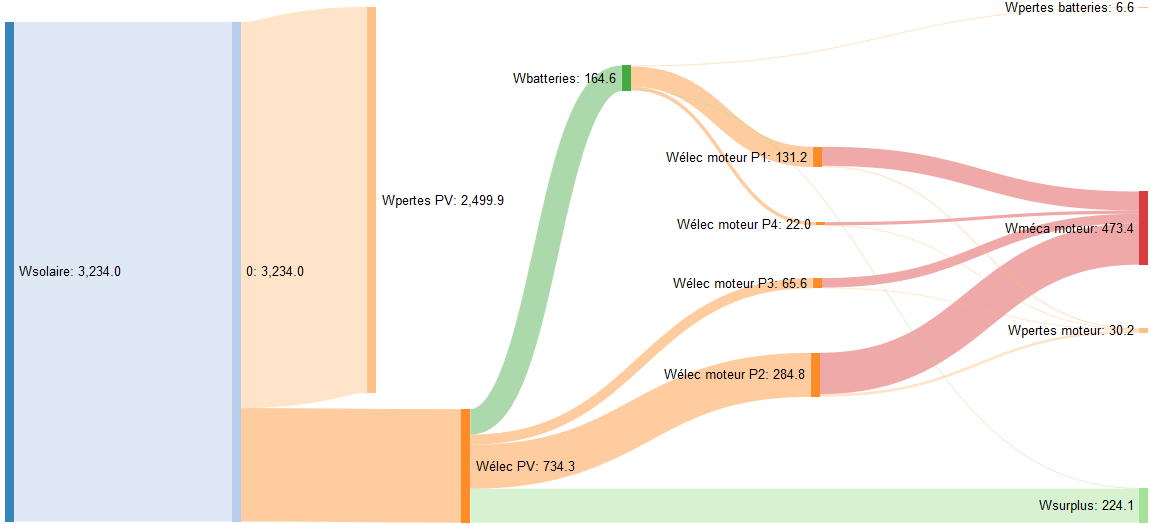 Wpertes batteries: 6.6
Wbatteries: 164.6
Wélec moteur P1: 131.2
Wpertes PV: 2,499.9
Wélec moteur P4: 22.0
Wméca moteur: 473.4
Wsolaire: 3,234.0
0: 3,234.0
Wélec moteur P3: 65.6
Wpertes moteur: 30.2
Wélec moteur P2: 284.8
Wélec PV: 734.3
Wsurplus: 224.1